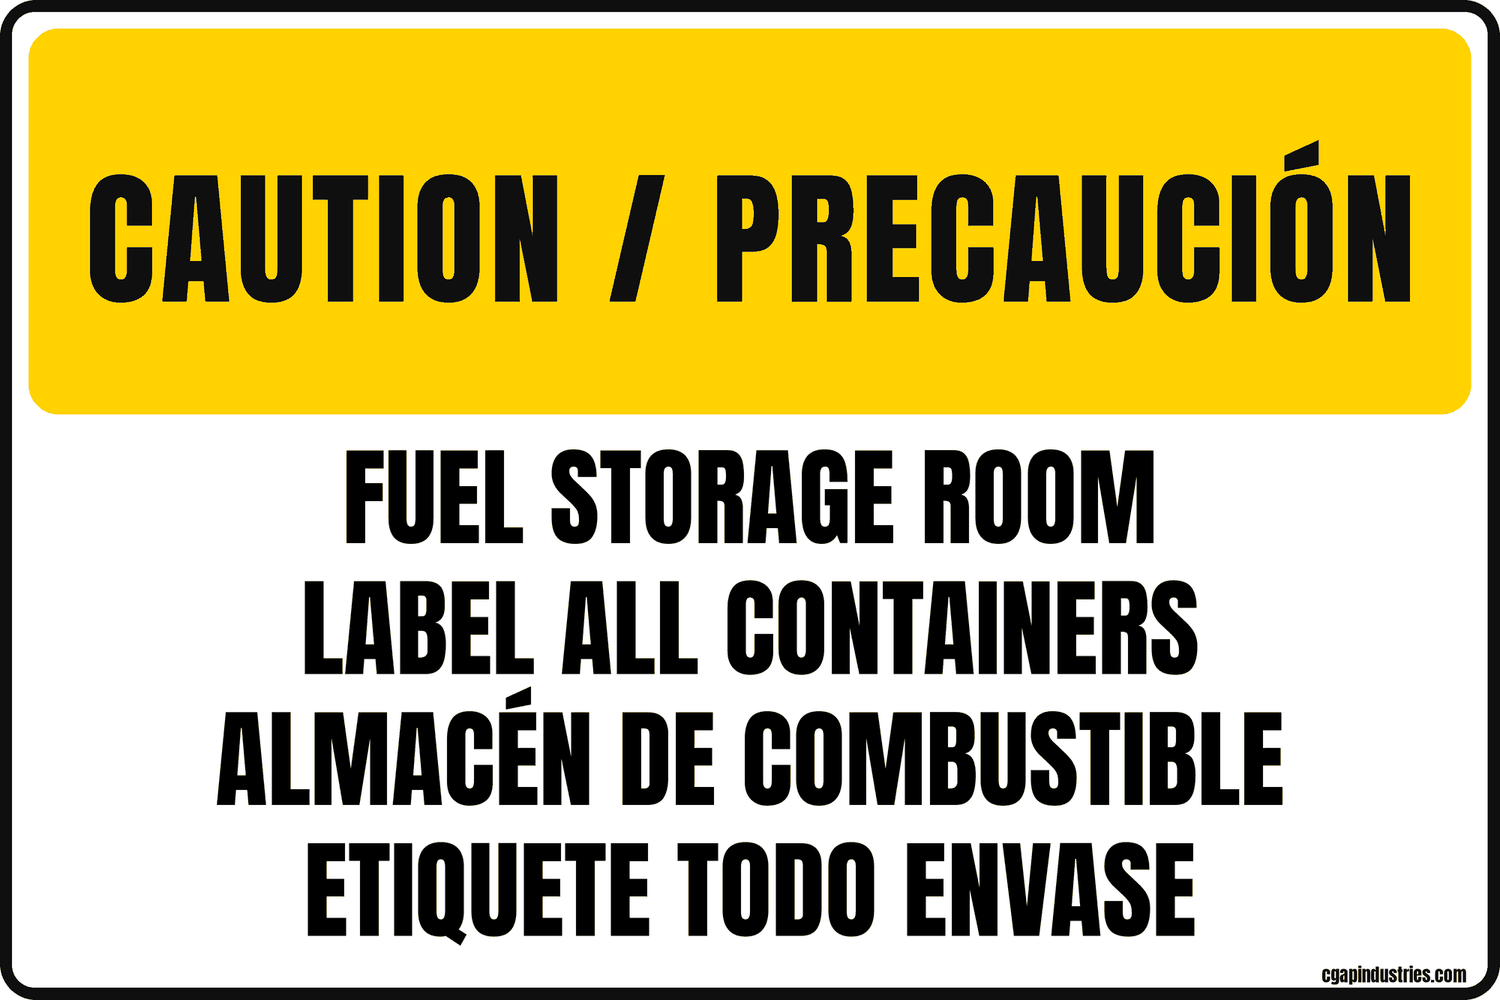 CAUTION / PRECAUCIÓN
FUEL STORAGE ROOM
LABEL ALL CONTAINERS
ALMACÉN DE COMBUSTIBLE
ETIQUETE TODO ENVASE
cgapindustries.com